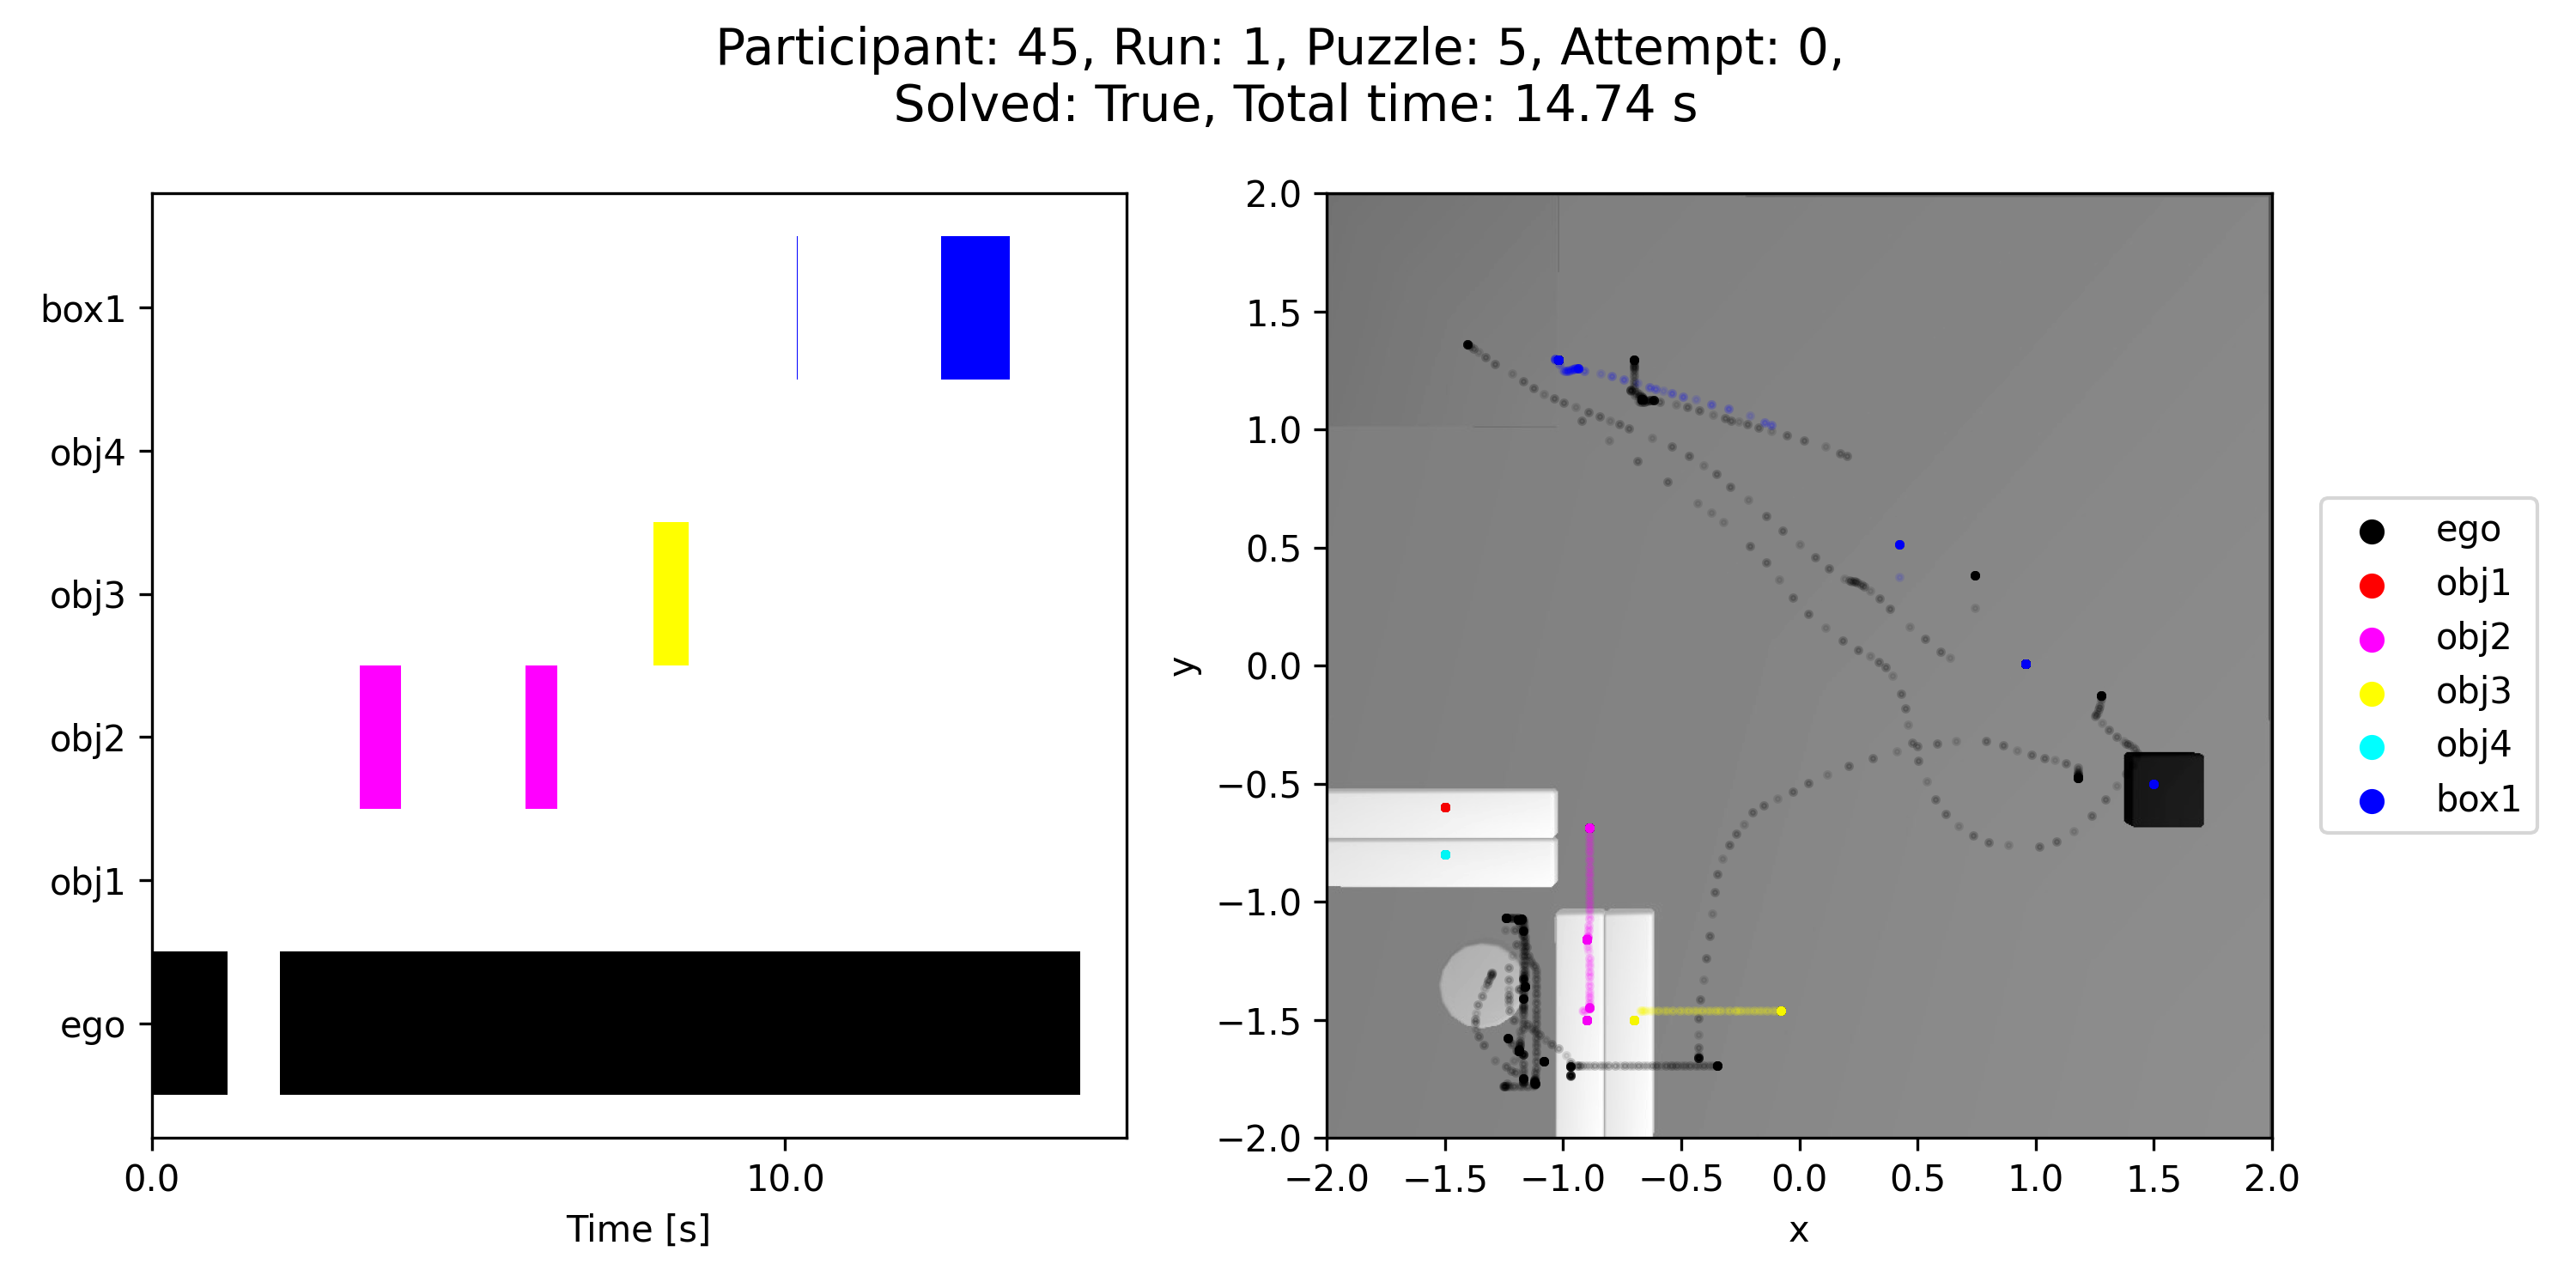 Participant: 45, Run: 1, Puzzle: 5, Attempt: 0,
Solved: True, Total time: 14.74 s
box1
obj4
obj3
obj2
obj1
ego
0.0
10.0
Time [s]
2.0
1.5
1.0
0.5
0.0
−0.5
−1.0
−1.5
−2.0
y
−2.0
−1.5
−1.0
−0.5
0.0
0.5
1.0
1.5
2.0
x
ego
obj1
obj2
obj3
obj4
box1